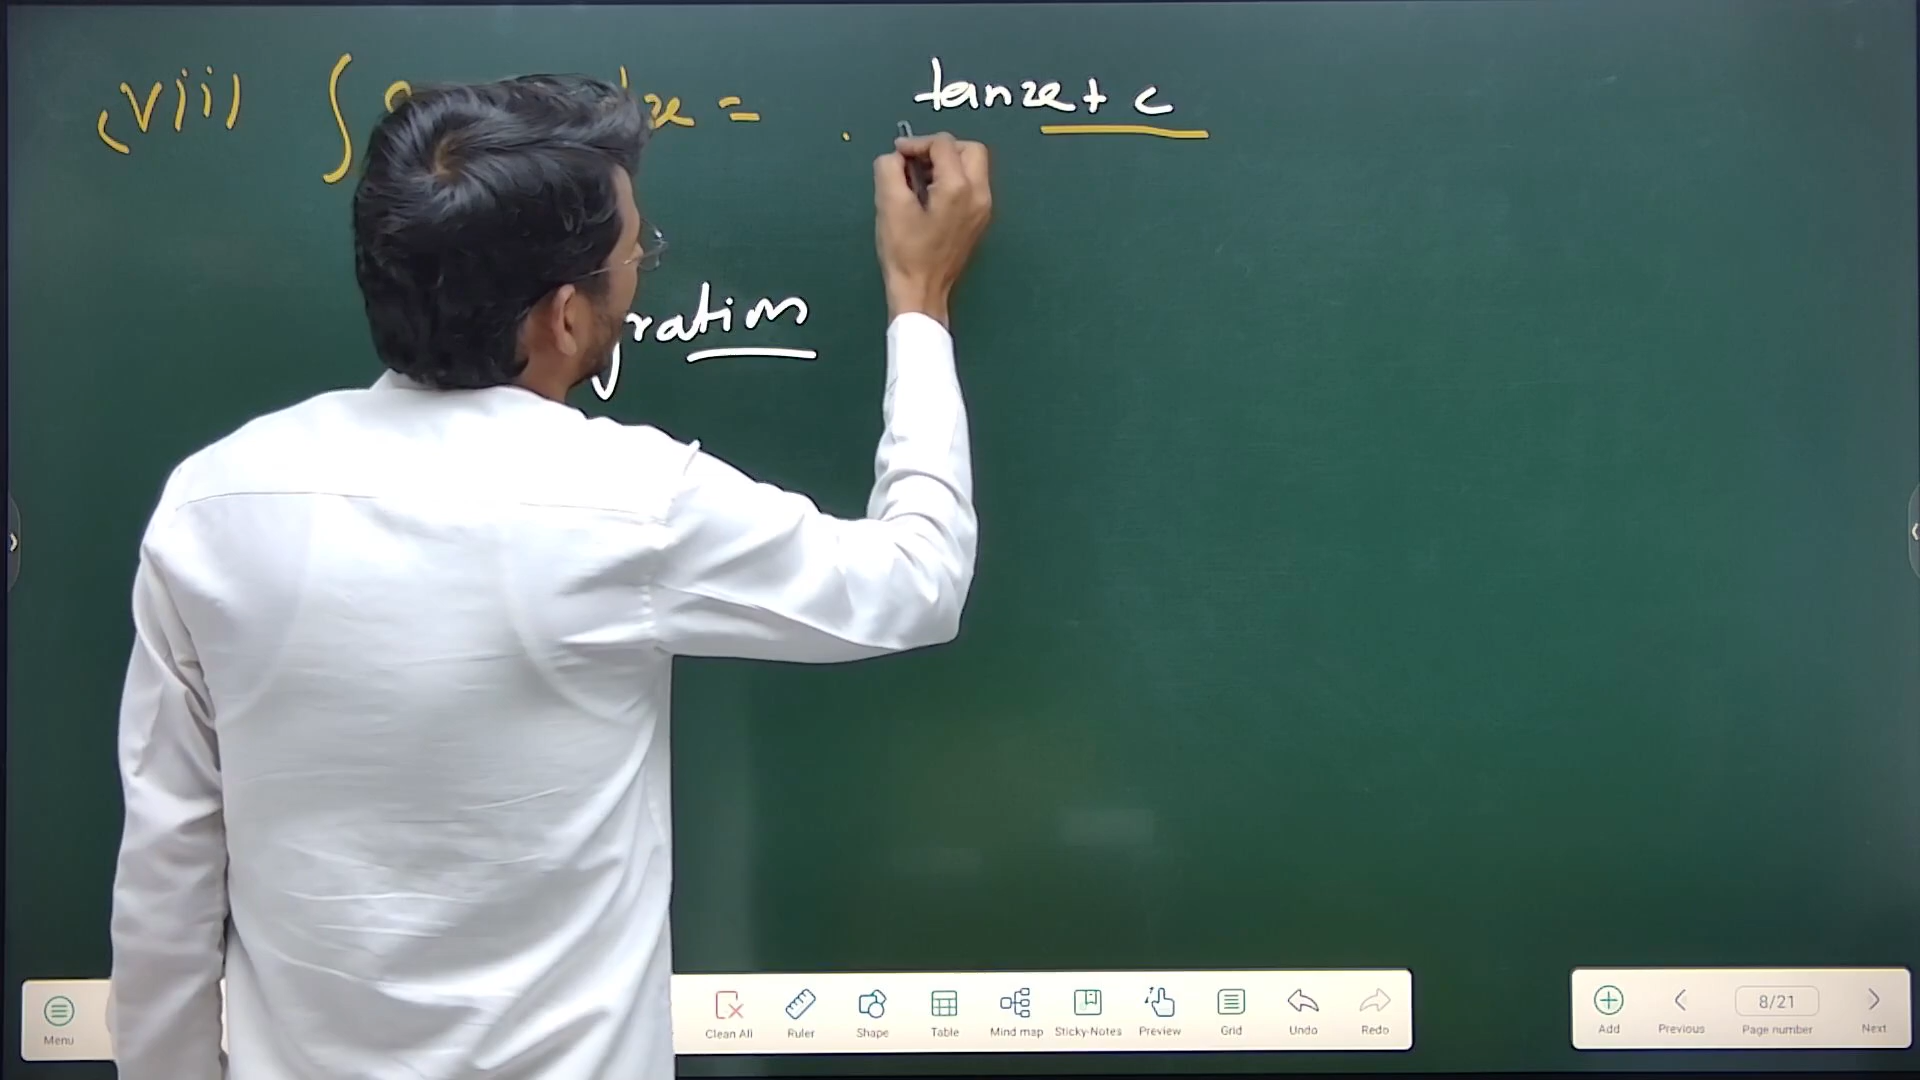 (viii) ∫ dx = . tanx + c
gration
Menu
Clean All Ruler Shape Table Mind map Sticky-Notes Preview Grid Undo Redo
Add Previous 8/21 Page number Next